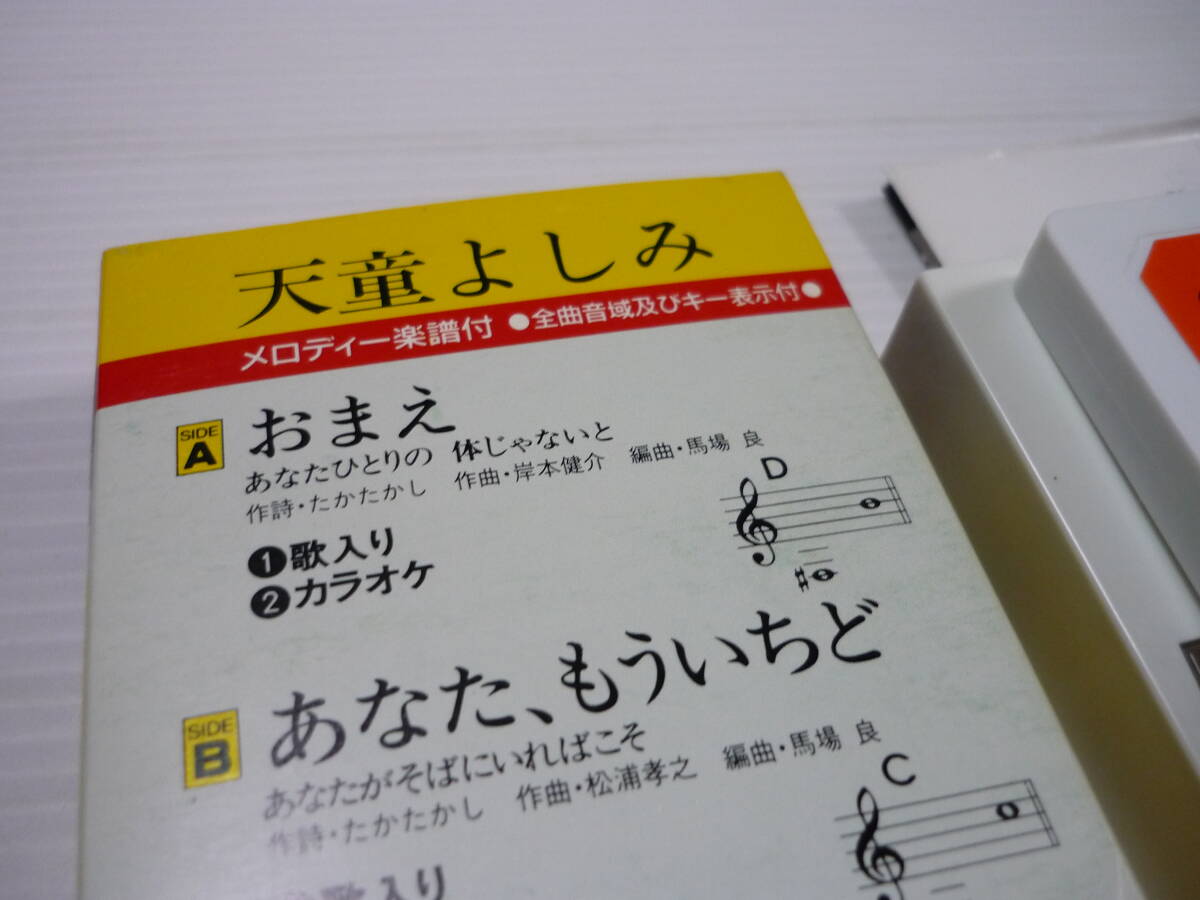 天童よしみ
メロディー楽譜付 ●全曲音域及びキー表示付●
SIDE A
おまえ
あなたひとりの 体じゃないと
作詩・たかたかし 作曲・岸本健介 編曲・馬場 良
D
❶歌入り
❷カラオケ
SIDE B
あなた、もういちど
あなたがそばにいればこそ
作詩・たかたかし 作曲・松浦孝之 編曲・馬場 良
C
歌入り